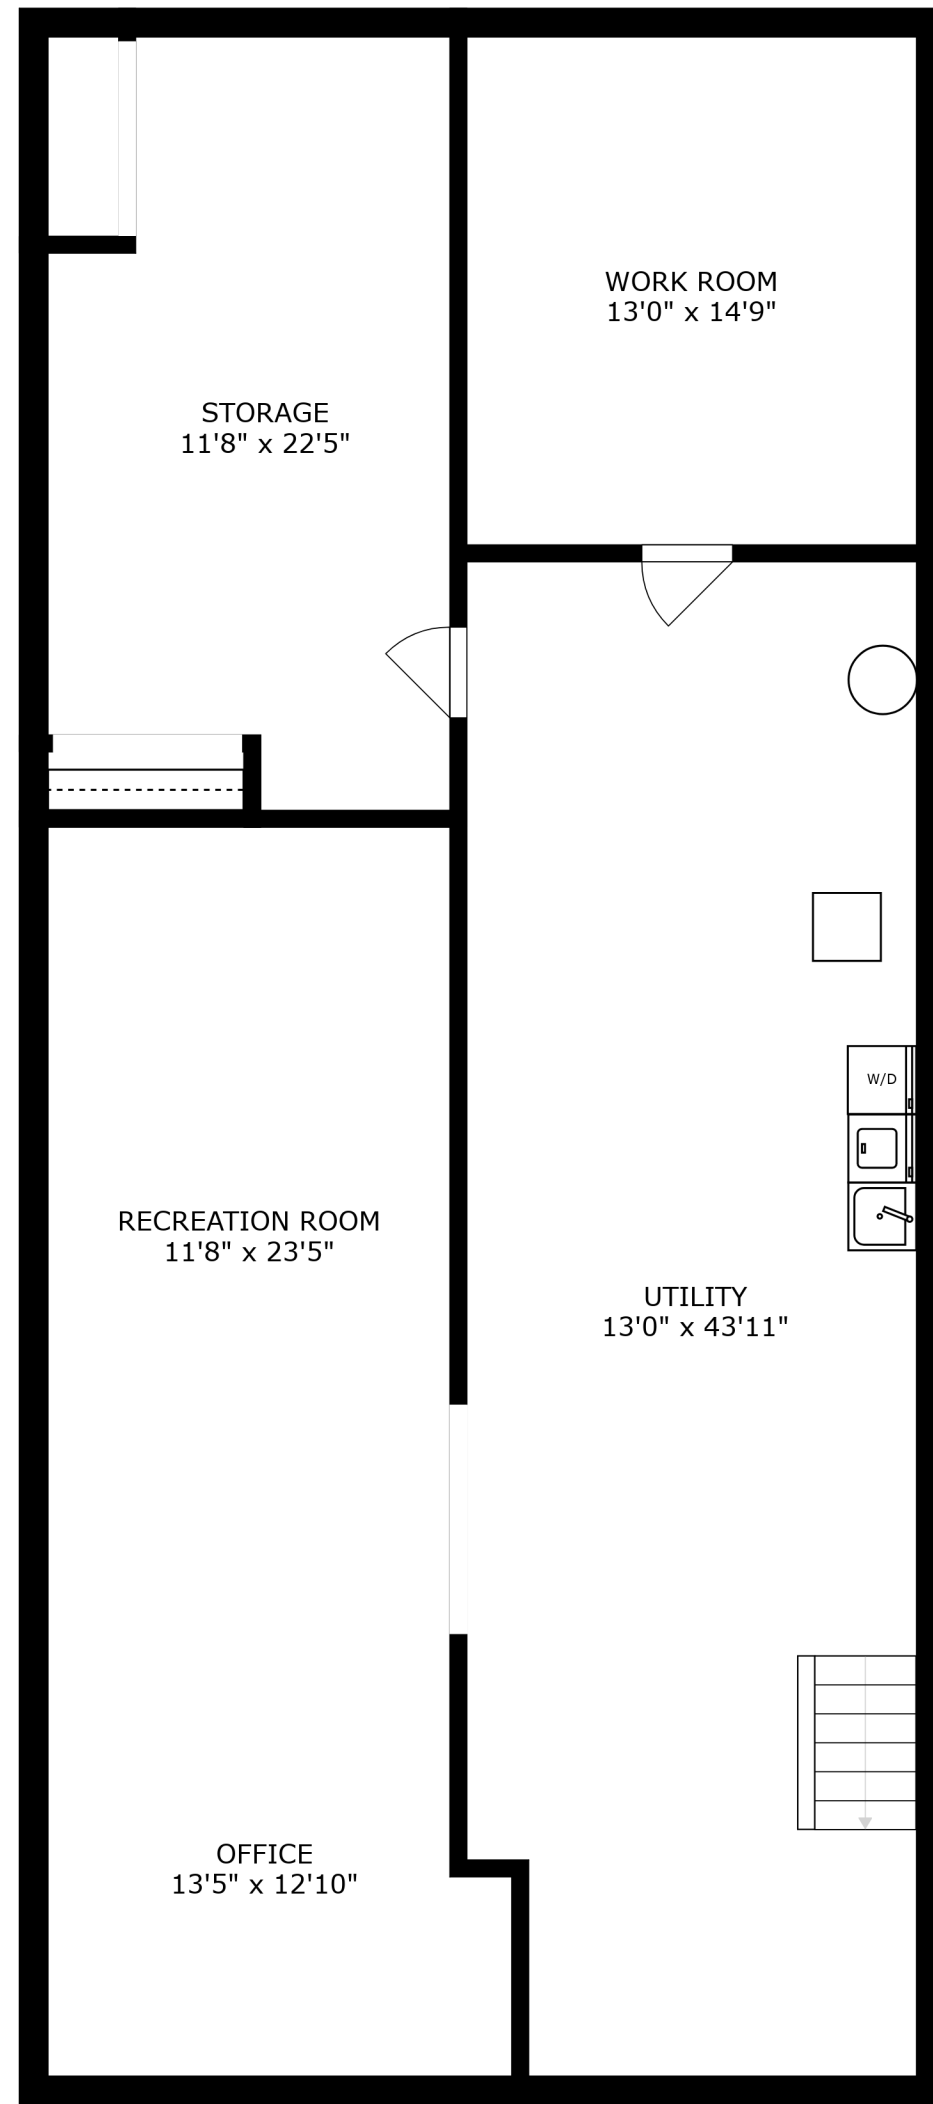 WORK ROOM
13'0" x 14'9"
STORAGE
11'8" x 22'5"
W/D
RECREATION ROOM
11'8" x 23'5"
UTILITY
13'0" x 43'11"
OFFICE
13'5" x 12'10"